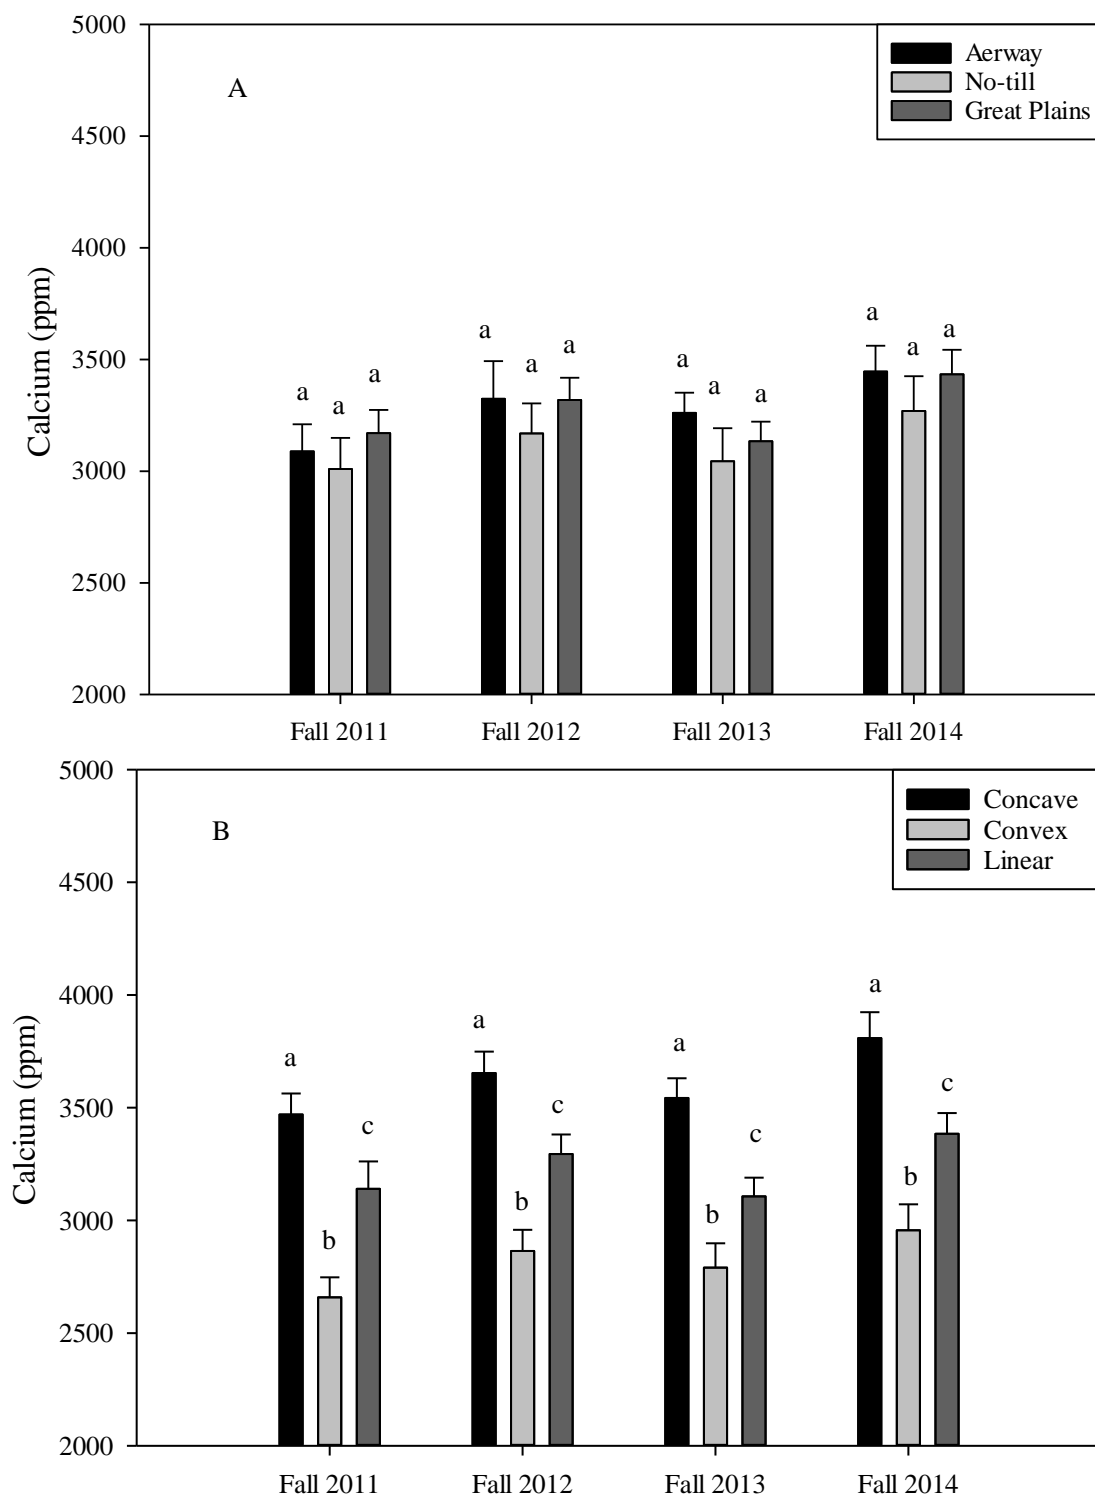 5000
4500
4000
3500
3000
2500
2000
Calcium (ppm)
A
Aerway
No-till
Great Plains
a a a
a a a
a a a
a a a
Fall 2011 Fall 2012 Fall 2013 Fall 2014
5000
4500
4000
3500
3000
2500
2000
Calcium (ppm)
B
Concave
Convex
Linear
a b c
a b c
a b c
a b c
Fall 2011 Fall 2012 Fall 2013 Fall 2014